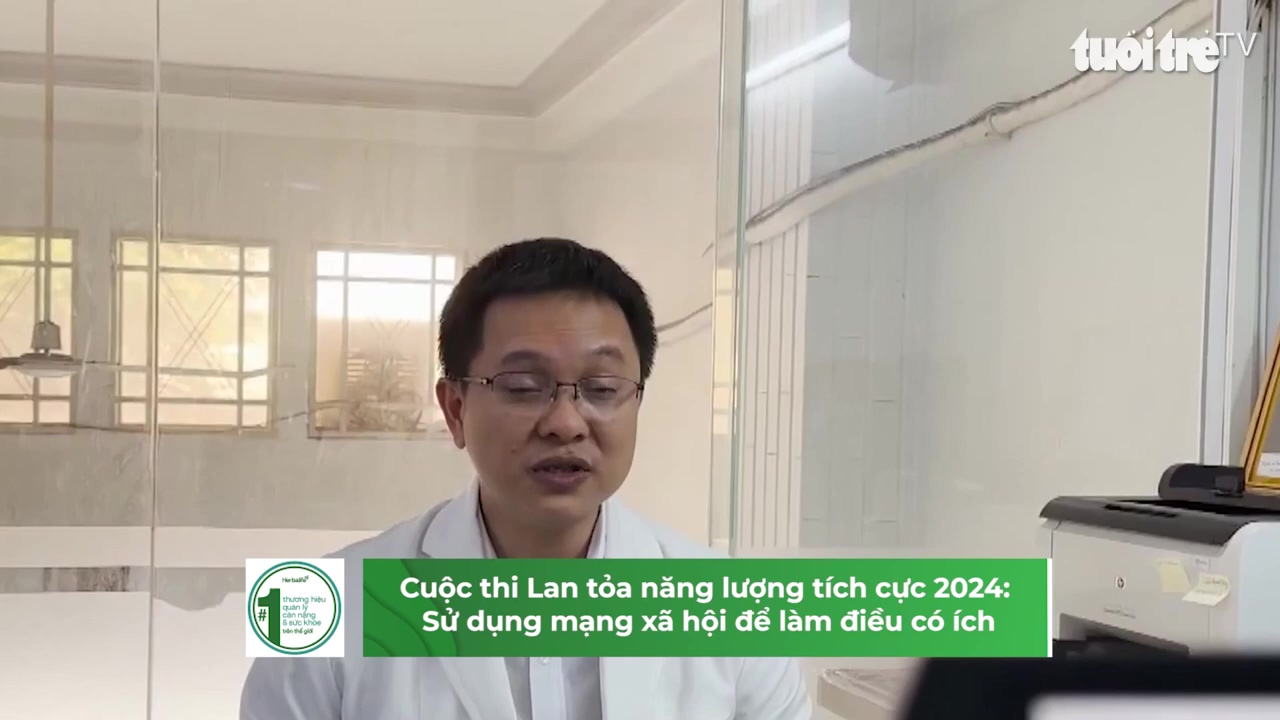 tuổi trẻ TV
Herbalife
#1
thương hiệu
quản lý
cân nặng
& sức khỏe
trên thế giới
Cuộc thi Lan tỏa năng lượng tích cực 2024:
Sử dụng mạng xã hội để làm điều có ích
hp